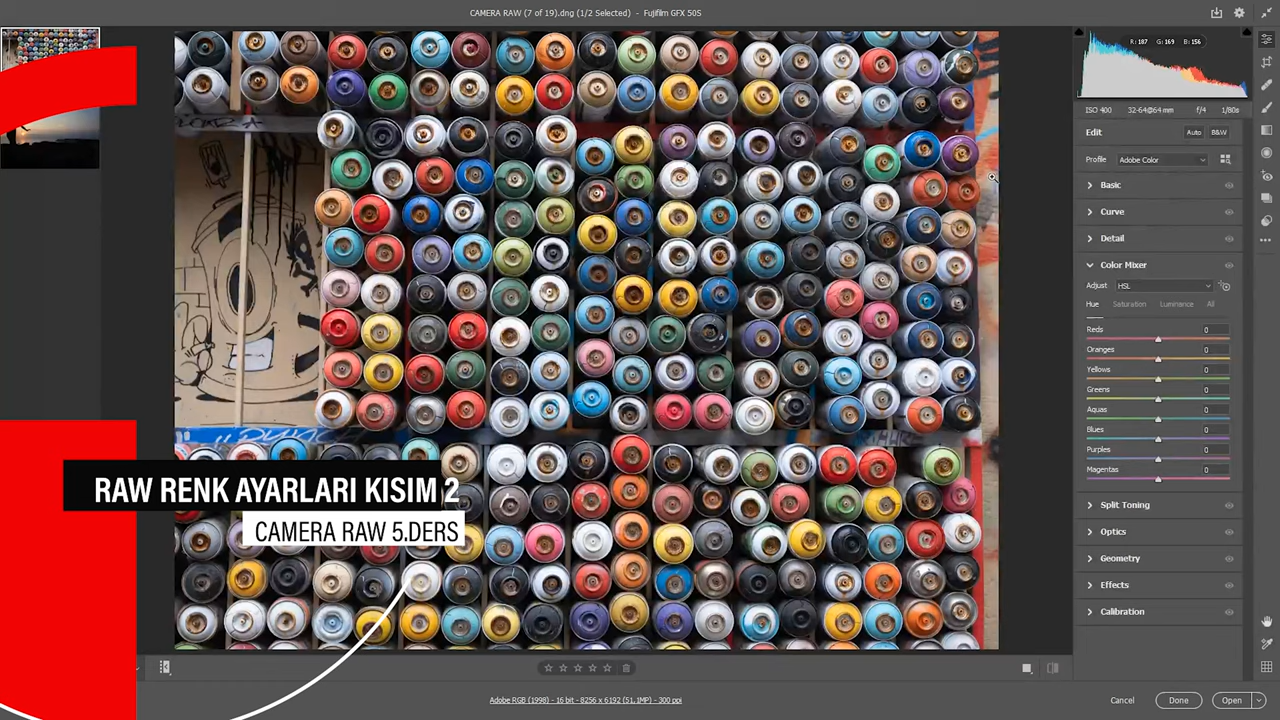 CAMERA RAW (7 of 19).dng (1/2 Selected) - Fujifilm GFX 50S
R: 187 G: 169 B: 156
ISO 400 32-64@64 mm f/4 1/80s
Edit Auto B&W
Profile Adobe Color
Basic
Curve
Detail
Color Mixer
Adjust HSL
Hue Saturation Luminance All
Reds 0
Oranges 0
Yellows 0
Greens 0
Aquas 0
Blues 0
Purples 0
Magentas 0
Split Toning
Optics
Geometry
Effects
Calibration
RAW RENK AYARLARI KISIM 2
CAMERA RAW 5.DERS
Adobe RGB (1998) - 16 bit - 8256 x 6192 (51.1MP) - 300 ppi
Cancel Done Open